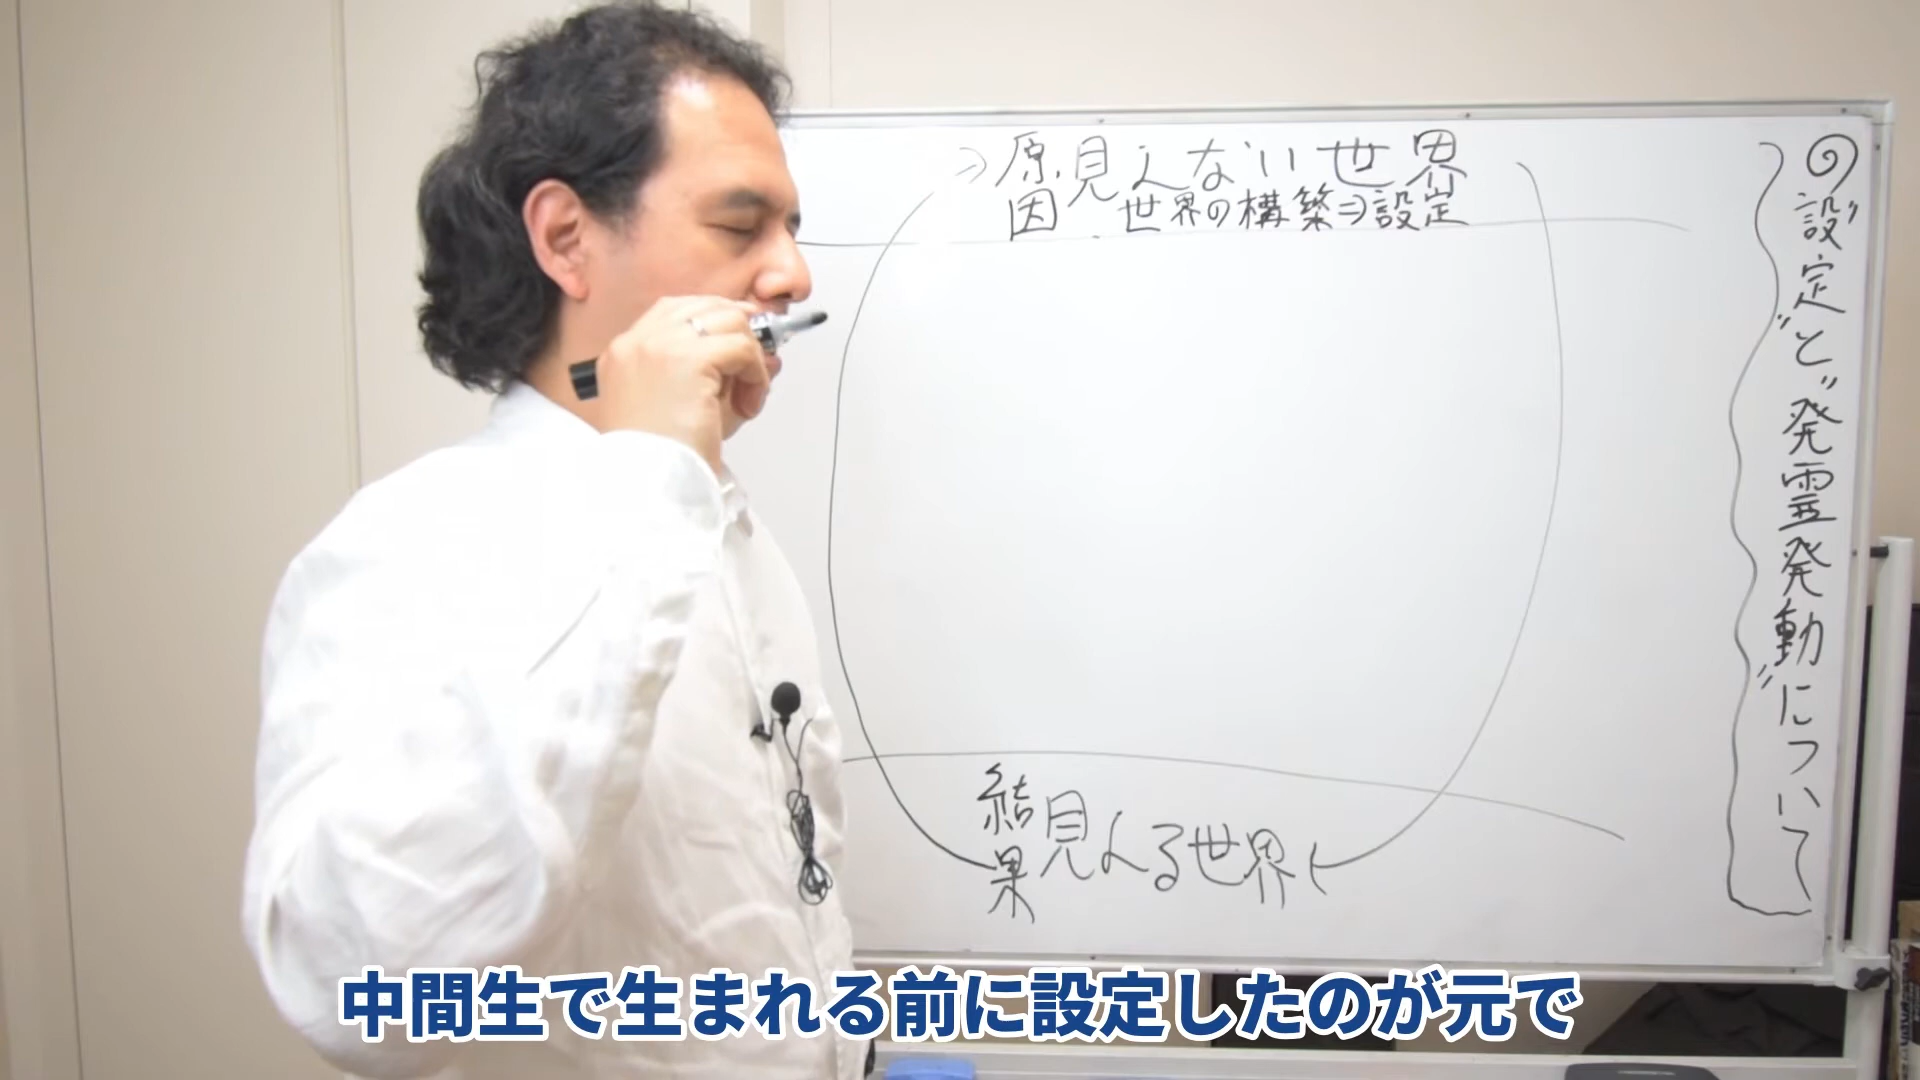 ◎"設定"と"発霊発動"について
⇒原因 見えない世界
世界の構築⇒設定
結果 見える世界
中間生で生まれる前に設定したのが元で